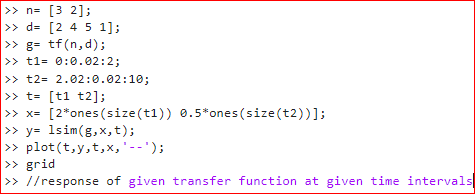 >> n= [3 2];
>> d= [2 4 5 1];
>> g= tf(n,d);
>> t1= 0:0.02:2;
>> t2= 2.02:0.02:10;
>> t= [t1 t2];
>> x= [2*ones(size(t1)) 0.5*ones(size(t2))];
>> y= lsim(g,x,t);
>> plot(t,y,t,x,'--');
>> grid
>> //response of given transfer function at given time intervals